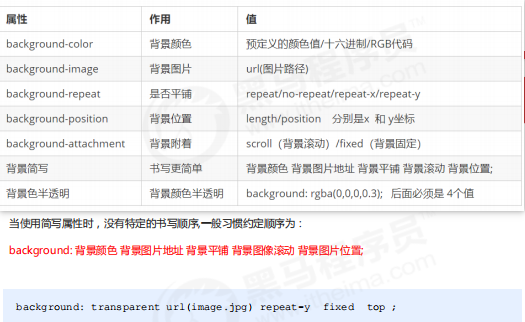 属性 作用 值
background-color 背景颜色 预定义的颜色值/十六进制/RGB代码
background-image 背景图片 url(图片路径)
background-repeat 是否平铺 repeat/no-repeat/repeat-x/repeat-y
background-position 背景位置 length/position 分别是x 和 y坐标
background-attachment 背景附着 scroll（背景滚动）/fixed（背景固定）
背景简写 书写更简单 背景颜色 背景图片地址 背景平铺 背景滚动 背景位置;
背景色半透明 背景颜色半透明 background: rgba(0,0,0,0.3); 后面必须是 4个值
当使用简写属性时，没有特定的书写顺序,一般习惯约定顺序为：
background: 背景颜色 背景图片地址 背景平铺 背景图像滚动 背景图片位置;
background: transparent url(image.jpg) repeat-y fixed top ;
黑马程序员™